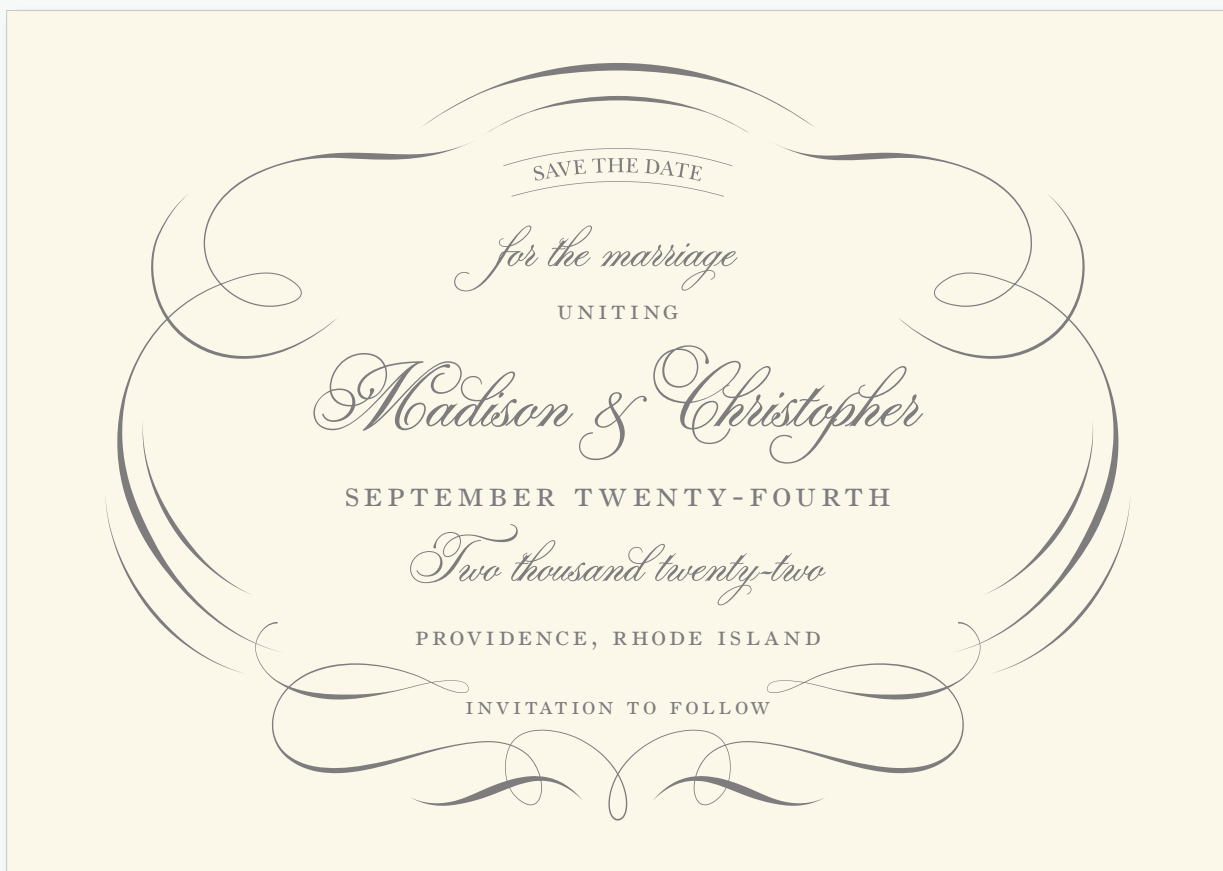 SAVE THE DATE
for the marriage
UNITING
Madison & Christopher
SEPTEMBER TWENTY-FOURTH
Two thousand twenty-two
PROVIDENCE, RHODE ISLAND
INVITATION TO FOLLOW